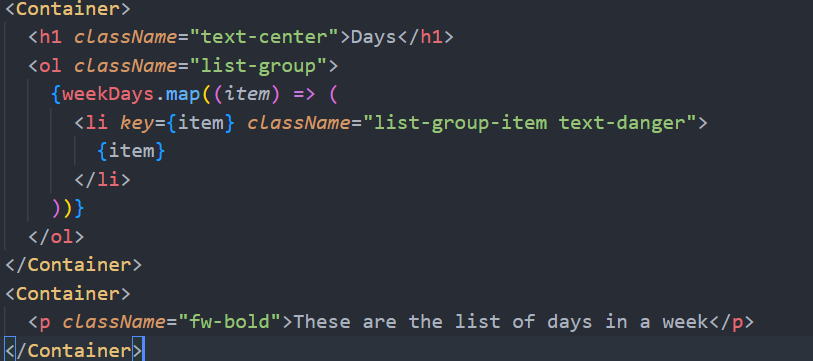 <Container>
<h1 className="text-center">Days</h1>
<ol className="list-group">
{weekDays.map((item) => (
<li key={item} className="list-group-item text-danger">
{item}
</li>
))}
</ol>
</Container>
<Container>
<p className="fw-bold">These are the list of days in a week</p>
</Container>